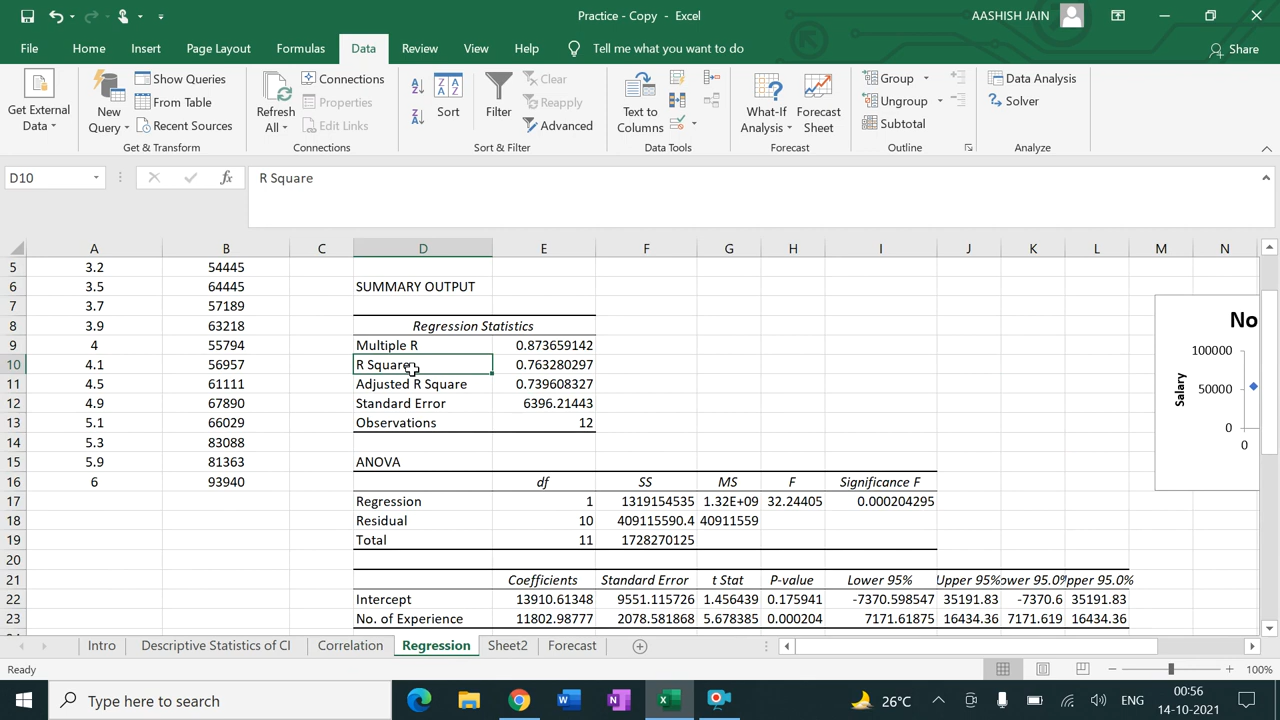 Practice - Copy - Excel
AASHISH JAIN
File Home Insert Page Layout Formulas Data Review View Help Tell me what you want to do Share
Get External Data
New Query
Show Queries
From Table
Recent Sources
Get & Transform
Refresh All
Connections
Properties
Edit Links
Connections
Sort
Filter
Clear
Reapply
Advanced
Sort & Filter
Text to Columns
Data Tools
What-If Analysis
Forecast Sheet
Forecast
Group
Ungroup
Subtotal
Outline
Data Analysis
Solver
Analyze
D10 fx R Square
A B C D E F G H I J K L M N
5 3.2 54445
6 3.5 64445 SUMMARY OUTPUT
7 3.7 57189
8 3.9 63218 Regression Statistics
9 4 55794 Multiple R 0.873659142
10 4.1 56957 R Square 0.763280297
11 4.5 61111 Adjusted R Square 0.739608327
12 4.9 67890 Standard Error 6396.21443
13 5.1 66029 Observations 12
14 5.3 83088
15 5.9 81363 ANOVA
16 6 93940 df SS MS F Significance F
17 Regression 1 1319154535 1.32E+09 32.24405 0.000204295
18 Residual 10 409115590.4 40911559
19 Total 11 1728270125
20
21 Coefficients Standard Error t Stat P-value Lower 95% Upper 95% ower 95.0% pper 95.0%
22 Intercept 13910.61348 9551.115726 1.456439 0.175941 -7370.598547 35191.83 -7370.6 35191.83
23 No. of Experience 11802.98777 2078.581868 5.678385 0.000204 7171.61875 16434.36 7171.619 16434.36
No
100000
50000
0
0
Salary
Intro Descriptive Statistics of CI Correlation Regression Sheet2 Forecast
Ready
100%
Type here to search
26°C
ENG
00:56
14-10-2021